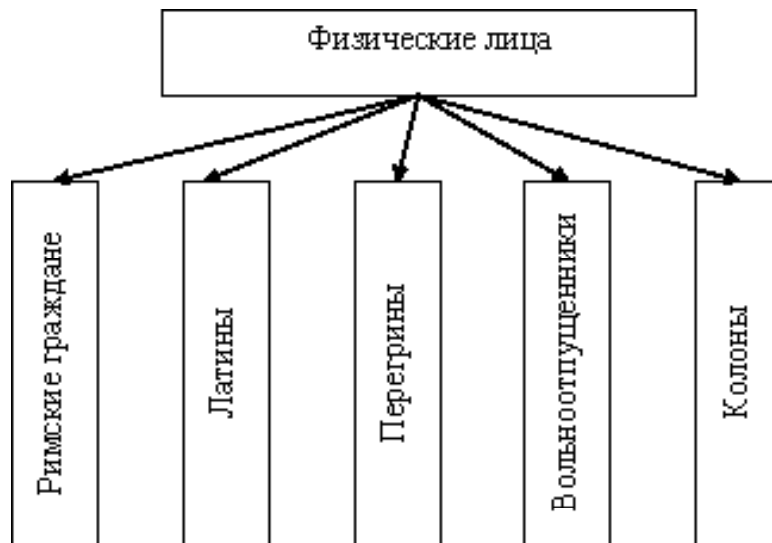 Физические лица
Римские граждане
Латины
Перегрины
Вольноотпущенники
Колоны